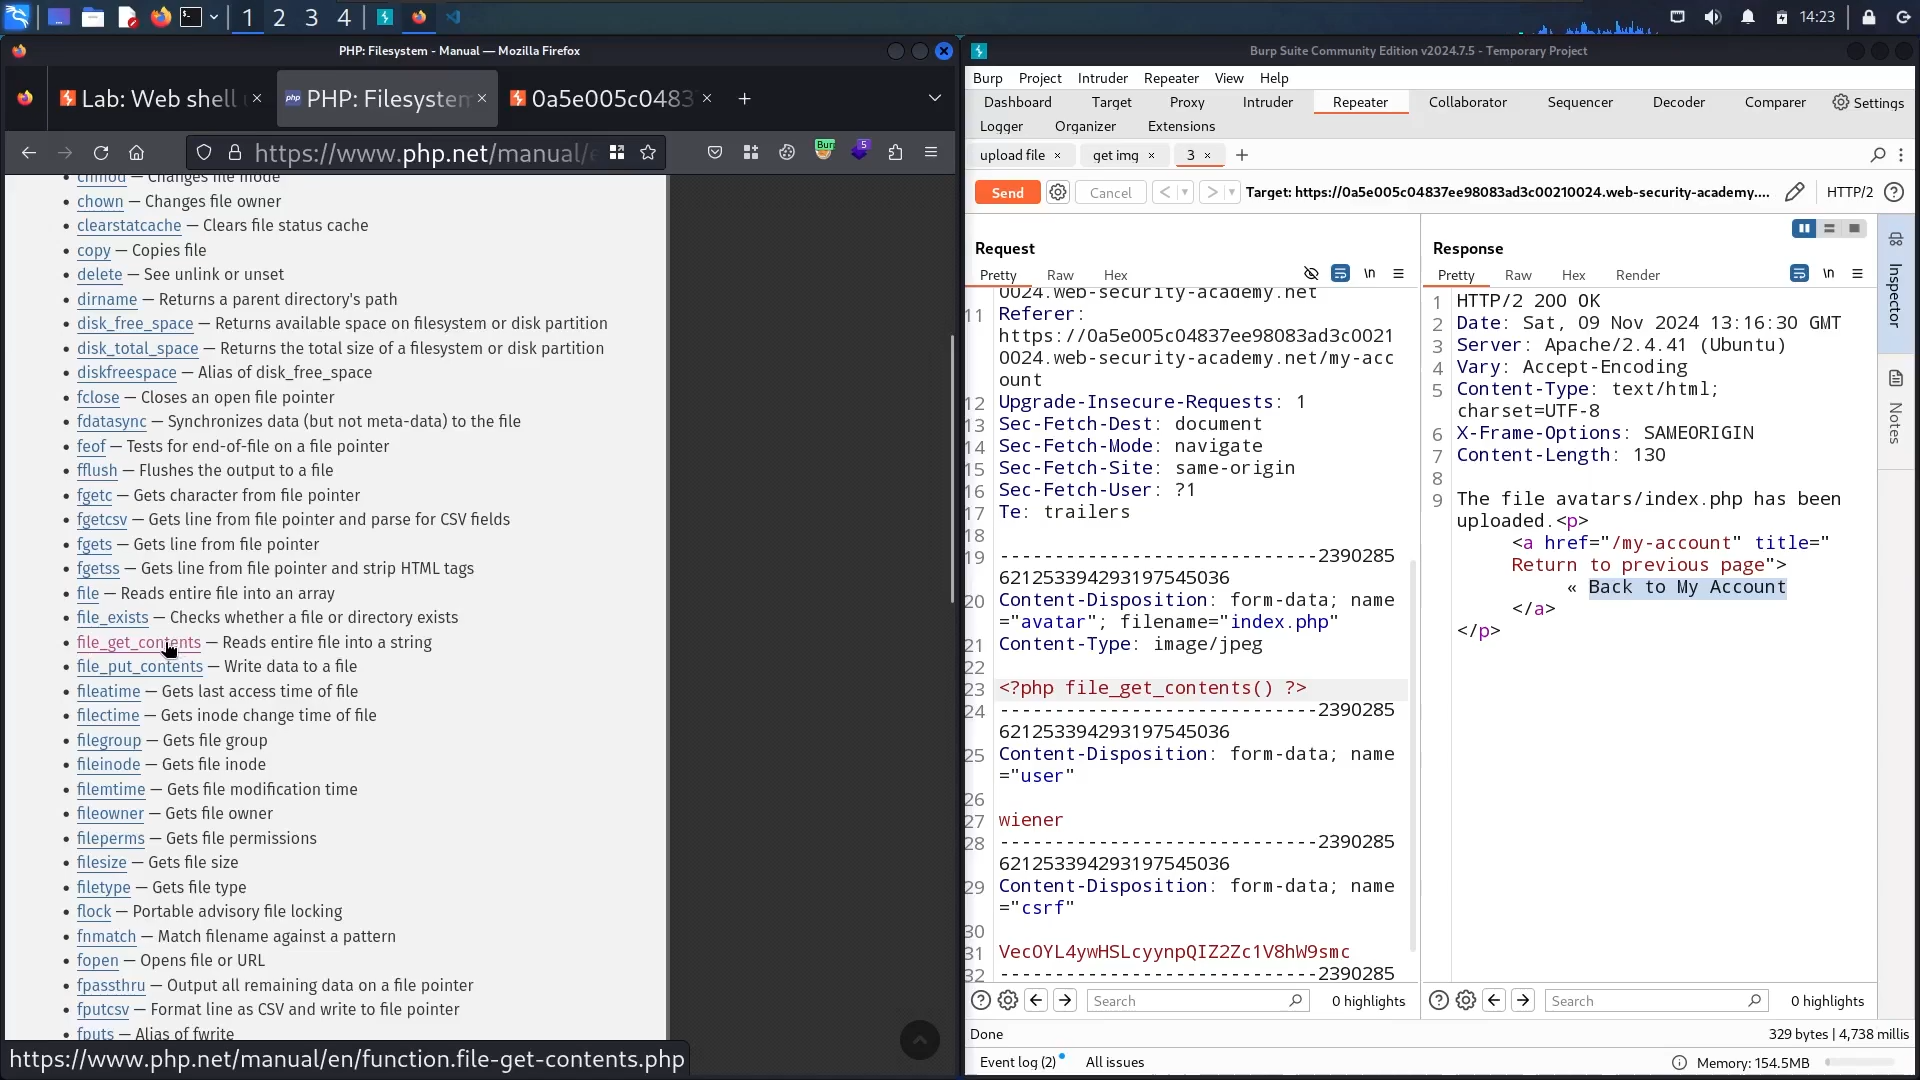 1 2 3 4
14:23
PHP: Filesystem - Manual — Mozilla Firefox
Lab: Web shell
PHP: Filesystem
0a5e005c0483
https://www.php.net/manual/e
Burp
5
chmod — Changes file mode
chown — Changes file owner
clearstatcache — Clears file status cache
copy — Copies file
delete — See unlink or unset
dirname — Returns a parent directory's path
disk_free_space — Returns available space on filesystem or disk partition
disk_total_space — Returns the total size of a filesystem or disk partition
diskfreespace — Alias of disk_free_space
fclose — Closes an open file pointer
fdatasync — Synchronizes data (but not meta-data) to the file
feof — Tests for end-of-file on a file pointer
fflush — Flushes the output to a file
fgetc — Gets character from file pointer
fgetcsv — Gets line from file pointer and parse for CSV fields
fgets — Gets line from file pointer
fgetss — Gets line from file pointer and strip HTML tags
file — Reads entire file into an array
file_exists — Checks whether a file or directory exists
file_get_contents — Reads entire file into a string
file_put_contents — Write data to a file
fileatime — Gets last access time of file
filectime — Gets inode change time of file
filegroup — Gets file group
fileinode — Gets file inode
filemtime — Gets file modification time
fileowner — Gets file owner
fileperms — Gets file permissions
filesize — Gets file size
filetype — Gets file type
flock — Portable advisory file locking
fnmatch — Match filename against a pattern
fopen — Opens file or URL
fpassthru — Output all remaining data on a file pointer
fputcsv — Format line as CSV and write to file pointer
fputs — Alias of fwrite
https://www.php.net/manual/en/function.file-get-contents.php
Burp Suite Community Edition v2024.7.5 - Temporary Project
Burp Project Intruder Repeater View Help
Dashboard Target Proxy Intruder Repeater Collaborator Sequencer Decoder Comparer Settings
Logger Organizer Extensions
upload file × get img × 3 × +
Send Cancel < > Target: https://0a5e005c04837ee98083ad3c00210024.web-security-academy.... HTTP/2
Request
Pretty Raw Hex \n
0024.web-security-academy.net
11 Referer:
https://0a5e005c04837ee98083ad3c0021
0024.web-security-academy.net/my-acc
ount
12 Upgrade-Insecure-Requests: 1
13 Sec-Fetch-Dest: document
14 Sec-Fetch-Mode: navigate
15 Sec-Fetch-Site: same-origin
16 Sec-Fetch-User: ?1
17 Te: trailers
18
19 -----------------------------2390285
621253394293197545036
20 Content-Disposition: form-data; name
="avatar"; filename="index.php"
21 Content-Type: image/jpeg
22
23 <?php file_get_contents() ?>
24 -----------------------------2390285
621253394293197545036
25 Content-Disposition: form-data; name
="user"
26
27 wiener
28 -----------------------------2390285
621253394293197545036
29 Content-Disposition: form-data; name
="csrf"
30
31 VecOYL4ywHSLcyynpQIZ2Zc1V8hW9smc
32 -----------------------------2390285
Search 0 highlights
Response
Pretty Raw Hex Render \n
1 HTTP/2 200 OK
2 Date: Sat, 09 Nov 2024 13:16:30 GMT
3 Server: Apache/2.4.41 (Ubuntu)
4 Vary: Accept-Encoding
5 Content-Type: text/html;
charset=UTF-8
6 X-Frame-Options: SAMEORIGIN
7 Content-Length: 130
8
9 The file avatars/index.php has been
uploaded.<p>
<a href="/my-account" title="
Return to previous page">
« Back to My Account
</a>
</p>
Search 0 highlights
Inspector
Notes
Done 329 bytes | 4,738 millis
Event log (2) All issues Memory: 154.5MB